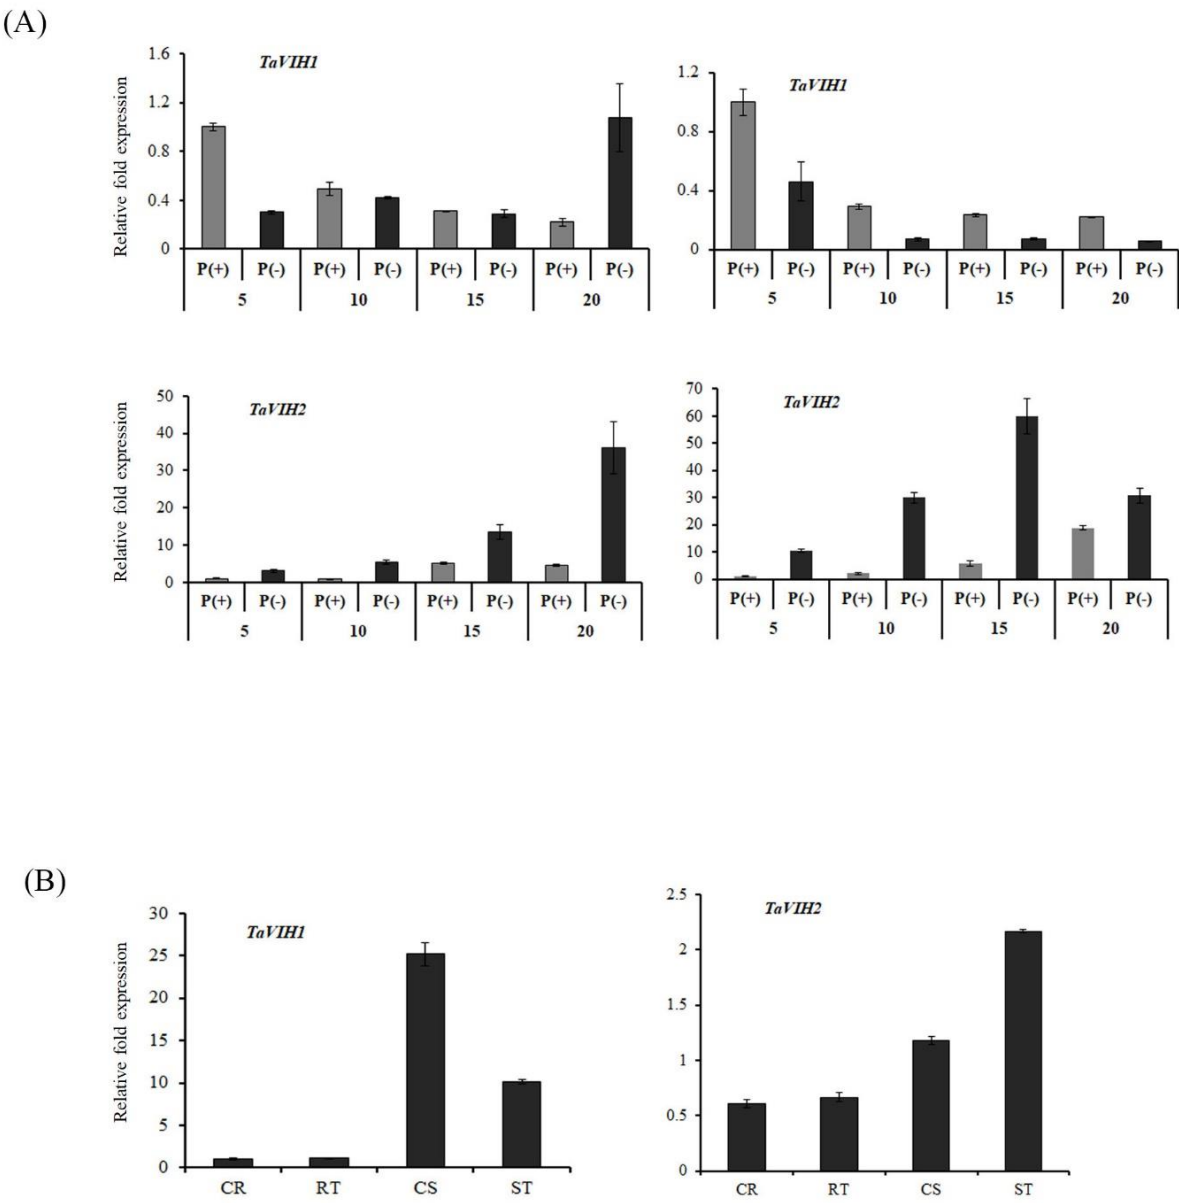 (A)
TaVIH1
Relative fold expression
1.6
1.2
0.8
0.4
0
P(+) P(-) P(+) P(-) P(+) P(-) P(+) P(-)
5 10 15 20
TaVIH1
1.2
0.8
0.4
0
P(+) P(-) P(+) P(-) P(+) P(-) P(+) P(-)
5 10 15 20
TaVIH2
Relative fold expression
50
40
30
20
10
0
P(+) P(-) P(+) P(-) P(+) P(-) P(+) P(-)
5 10 15 20
TaVIH2
70
60
50
40
30
20
10
0
P(+) P(-) P(+) P(-) P(+) P(-) P(+) P(-)
5 10 15 20
(B)
TaVIH1
Relative fold expression
30
25
20
15
10
5
0
CR RT CS ST
TaVIH2
2.5
2
1.5
1
0.5
0
CR RT CS ST